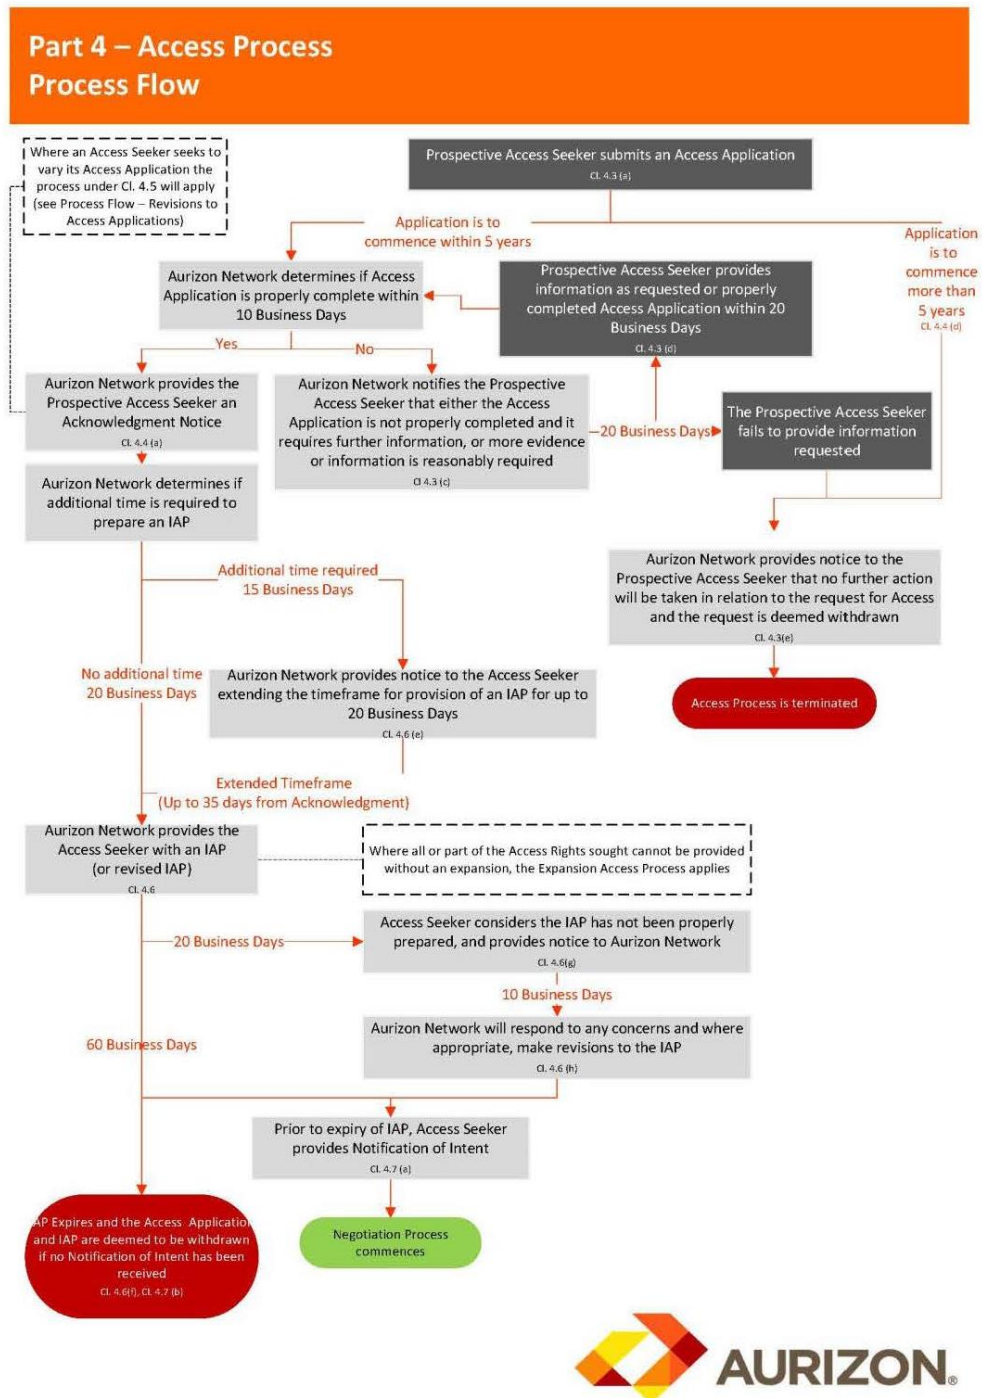 Part 4 – Access Process
Process Flow
Where an Access Seeker seeks to
vary its Access Application the
process under Cl. 4.5 will apply
(see Process Flow – Revisions to
Access Applications)
Prospective Access Seeker submits an Access Application
Cl. 4.3 (a)
Application is to
commence within 5 years
Application
is to
commence
more than
5 years
Cl. 4.4 (d)
Aurizon Network determines if Access
Application is properly complete within
10 Business Days
Prospective Access Seeker provides
information as requested or properly
completed Access Application within 20
Business Days
Cl. 4.3 (d)
Yes
No
Aurizon Network provides the
Prospective Access Seeker an
Acknowledgment Notice
Cl. 4.4 (a)
Aurizon Network notifies the Prospective
Access Seeker that either the Access
Application is not properly completed and it
requires further information, or more evidence
or information is reasonably required
Cl 4.3 (c)
20 Business Days
The Prospective Access Seeker
fails to provide information
requested
Aurizon Network determines if
additional time is required to
prepare an IAP
Additional time required
15 Business Days
Aurizon Network provides notice to the
Prospective Access Seeker that no further action
will be taken in relation to the request for Access
and the request is deemed withdrawn
Cl. 4.3(e)
No additional time
20 Business Days
Aurizon Network provides notice to the Access Seeker
extending the timeframe for provision of an IAP for up to
20 Business Days
Cl. 4.6 (e)
Access Process is terminated
Extended Timeframe
(Up to 35 days from Acknowledgment)
Aurizon Network provides the
Access Seeker with an IAP
(or revised IAP)
Cl. 4.6
Where all or part of the Access Rights sought cannot be provided
without an expansion, the Expansion Access Process applies
20 Business Days
Access Seeker considers the IAP has not been properly
prepared, and provides notice to Aurizon Network
Cl. 4.6(g)
10 Business Days
60 Business Days
Aurizon Network will respond to any concerns and where
appropriate, make revisions to the IAP
Cl. 4.6 (h)
Prior to expiry of IAP, Access Seeker
provides Notification of Intent
Cl. 4.7 (a)
AP Expires and the Access Application
and IAP are deemed to be withdrawn
if no Notification of Intent has been
received
Cl. 4.6(f), Cl. 4.7 (b)
Negotiation Process
commences
AURIZON®